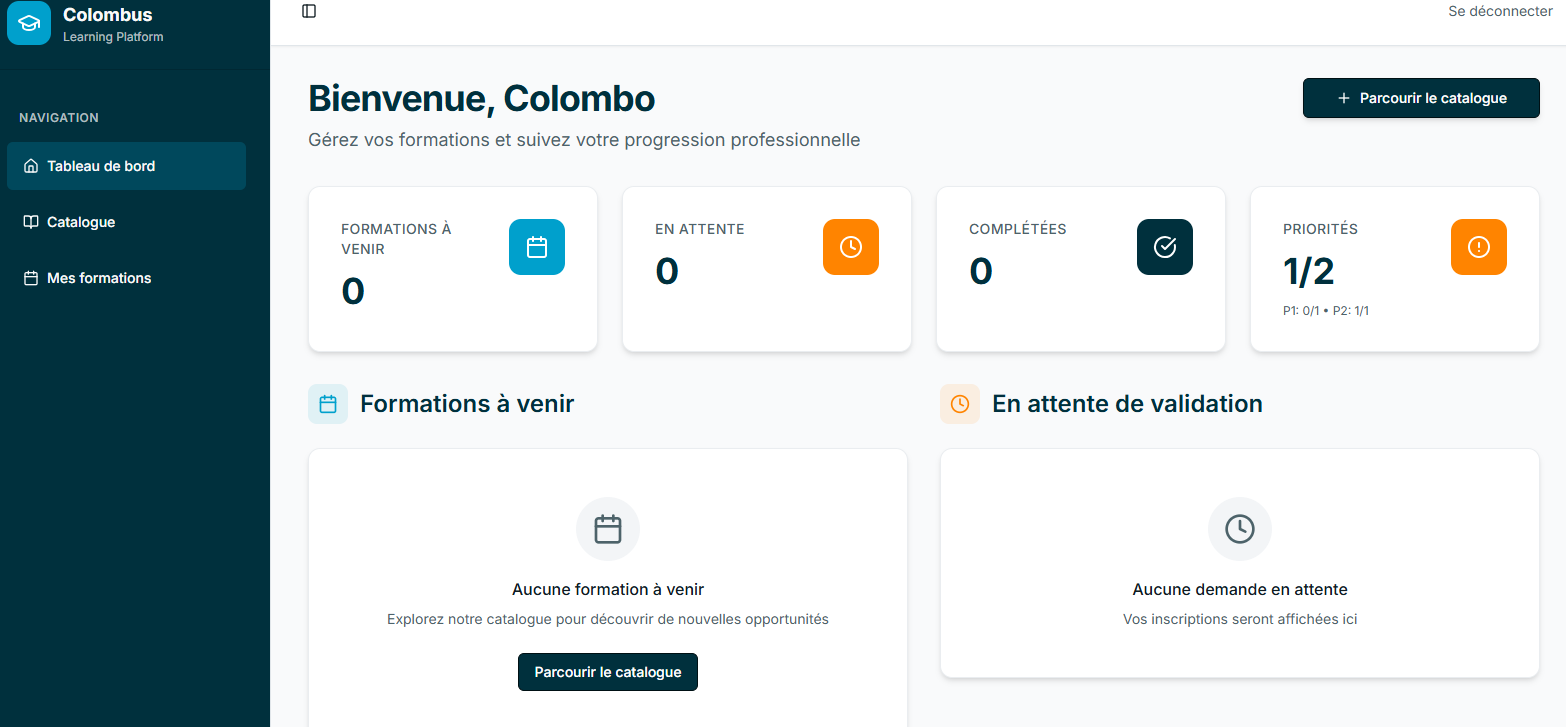 Colombus
Learning Platform
Se déconnecter
NAVIGATION
Tableau de bord
Catalogue
Mes formations
Bienvenue, Colombo
Gérez vos formations et suivez votre progression professionnelle
+ Parcourir le catalogue
FORMATIONS À
VENIR
0
EN ATTENTE
0
COMPLÉTÉES
0
PRIORITÉS
1/2
P1: 0/1 • P2: 1/1
Formations à venir
Aucune formation à venir
Explorez notre catalogue pour découvrir de nouvelles opportunités
Parcourir le catalogue
En attente de validation
Aucune demande en attente
Vos inscriptions seront affichées ici